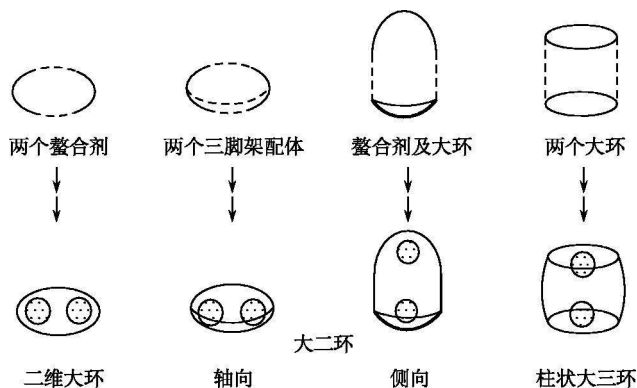 两个螯合剂 两个三脚架配体 螯合剂及大环 两个大环
大二环
二维大环 轴向 侧向 柱状大三环